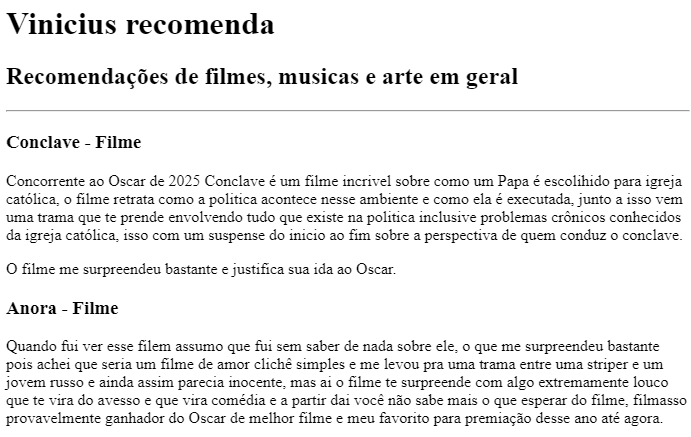 Vinicius recomenda
Recomendações de filmes, musicas e arte em geral
Conclave - Filme
Concorrente ao Oscar de 2025 Conclave é um filme incrivel sobre como um Papa é escolihido para igreja
católica, o filme retrata como a politica acontece nesse ambiente e como ela é executada, junto a isso vem
uma trama que te prende envolvendo tudo que existe na politica inclusive problemas crônicos conhecidos
da igreja católica, isso com um suspense do inicio ao fim sobre a perspectiva de quem conduz o conclave.
O filme me surpreendeu bastante e justifica sua ida ao Oscar.
Anora - Filme
Quando fui ver esse filem assumo que fui sem saber de nada sobre ele, o que me surpreendeu bastante
pois achei que seria um filme de amor clichê simples e me levou pra uma trama entre uma striper e um
jovem russo e ainda assim parecia inocente, mas ai o filme te surpreende com algo extremamente louco
que te vira do avesso e que vira comédia e a partir dai você não sabe mais o que esperar do filme, filmasso
provavelmente ganhador do Oscar de melhor filme e meu favorito para premiação desse ano até agora.